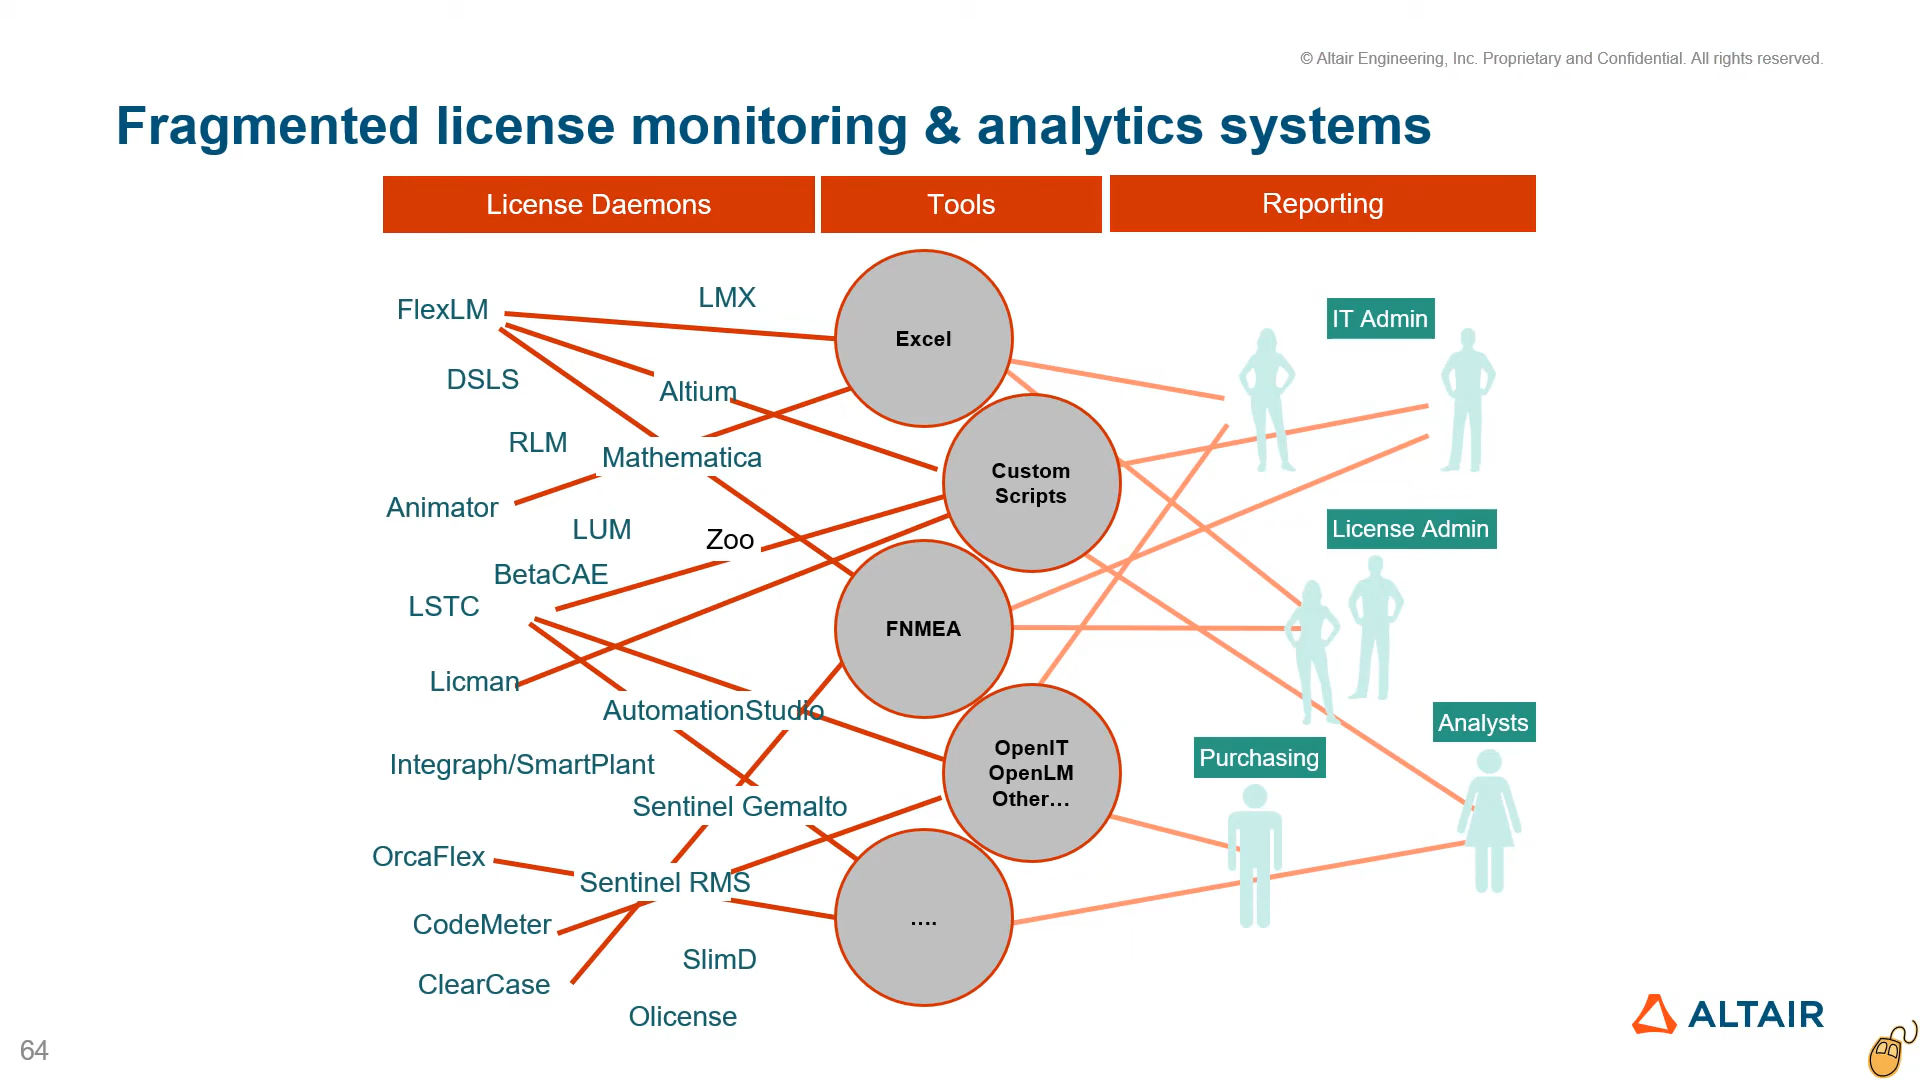 © Altair Engineering, Inc. Proprietary and Confidential. All rights reserved.
Fragmented license monitoring & analytics systems
License Daemons
Tools
Reporting
FlexLM
LMX
DSLS
Altium
RLM
Mathematica
Animator
LUM
Zoo
BetaCAE
LSTC
Licman
AutomationStudio
Integraph/SmartPlant
Sentinel Gemalto
OrcaFlex
Sentinel RMS
CodeMeter
SlimD
ClearCase
Olicense
Excel
Custom
Scripts
FNMEA
OpenIT
OpenLM
Other...
....
IT Admin
License Admin
Analysts
Purchasing
ALTAIR
64